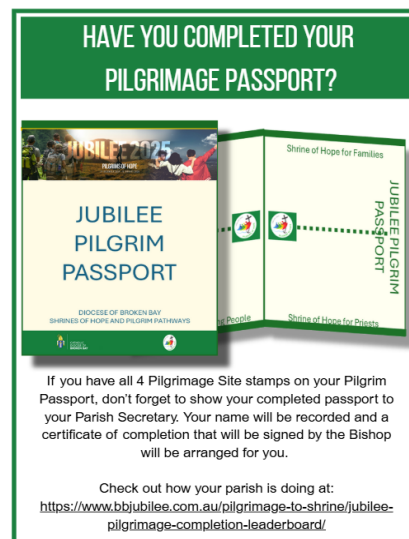 HAVE YOU COMPLETED YOUR
PILGRIMAGE PASSPORT?
JUBILEE 2025
PILGRIMS OF HOPE
JUBILEE
PILGRIM
PASSPORT
DIOCESE OF BROKEN BAY
SHRINES OF HOPE AND PILGRIM PATHWAYS
BROKEN BAY
Shrine of Hope for Families
JUBILEE PILGRIM
PASSPORT
People
Shrine of Hope for Priests
If you have all 4 Pilgrimage Site stamps on your Pilgrim
Passport, don't forget to show your completed passport to
your Parish Secretary. Your name will be recorded and a
certificate of completion that will be signed by the Bishop
will be arranged for you.
Check out how your parish is doing at:
https://www.bbjubilee.com.au/pilgrimage-to-shrine/jubilee-
pilgrimage-completion-leaderboard/